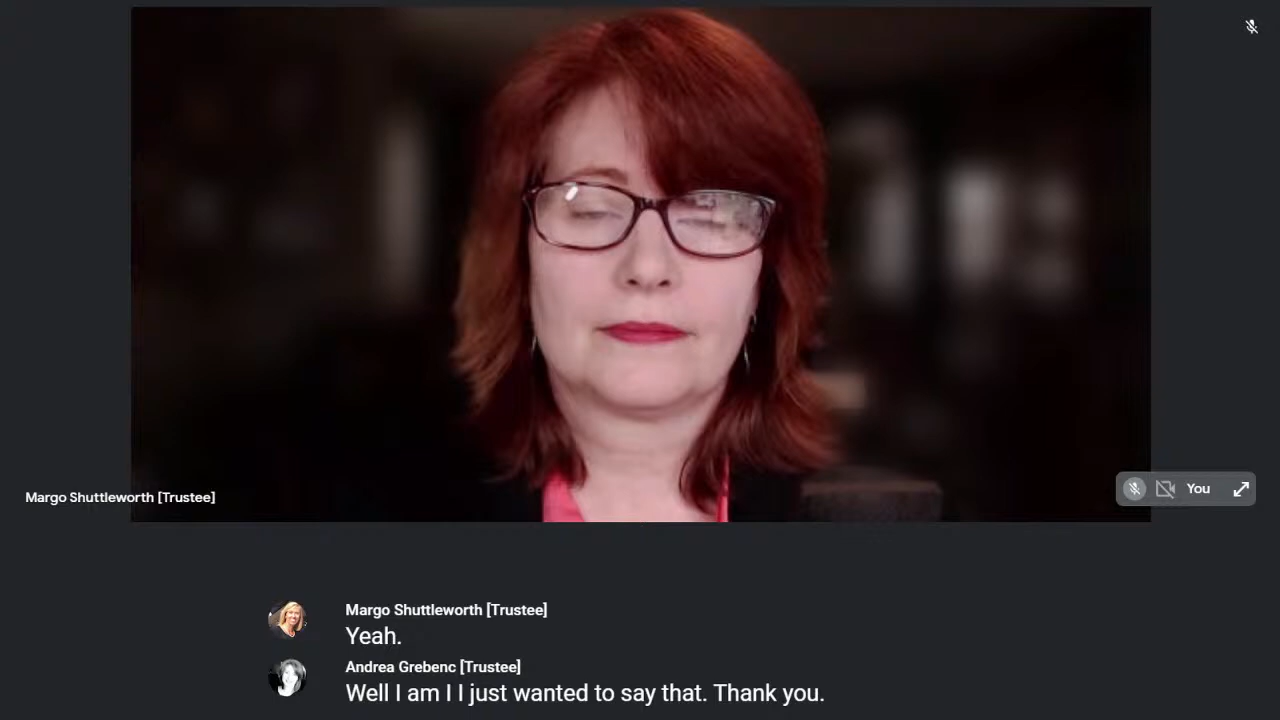 Margo Shuttleworth [Trustee]
You
Margo Shuttleworth [Trustee]
Yeah.
Andrea Grebenc [Trustee]
Well I am I I just wanted to say that. Thank you.